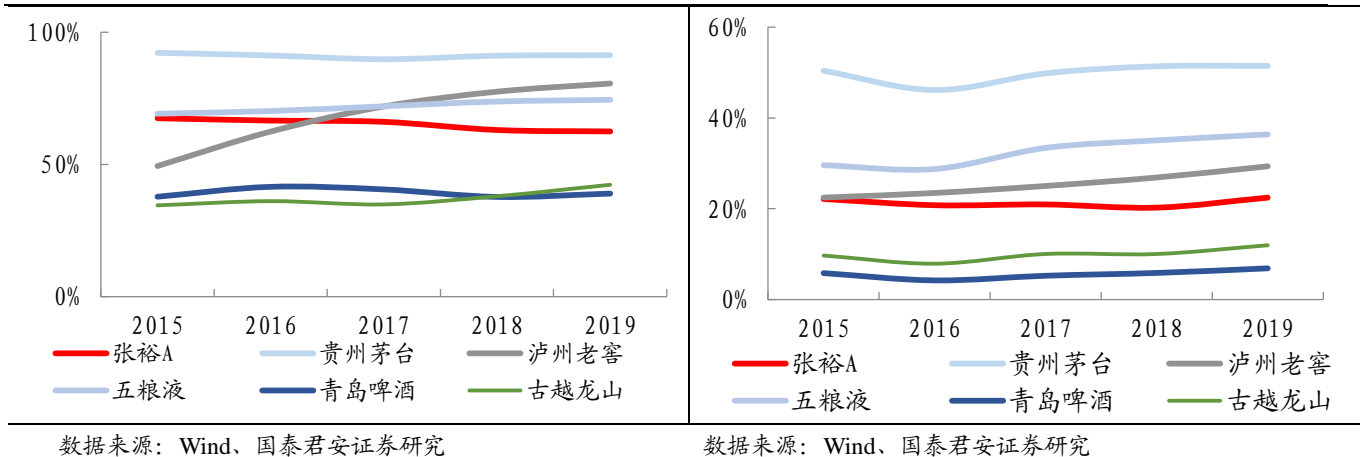 100%
50%
0%
2015 2016 2017 2018 2019
张裕A 贵州茅台 泸州老窖
五粮液 青岛啤酒 古越龙山
数据来源：Wind、国泰君安证券研究
60%
40%
20%
0%
2015 2016 2017 2018 2019
张裕A 贵州茅台 泸州老窖
五粮液 青岛啤酒 古越龙山
数据来源：Wind、国泰君安证券研究